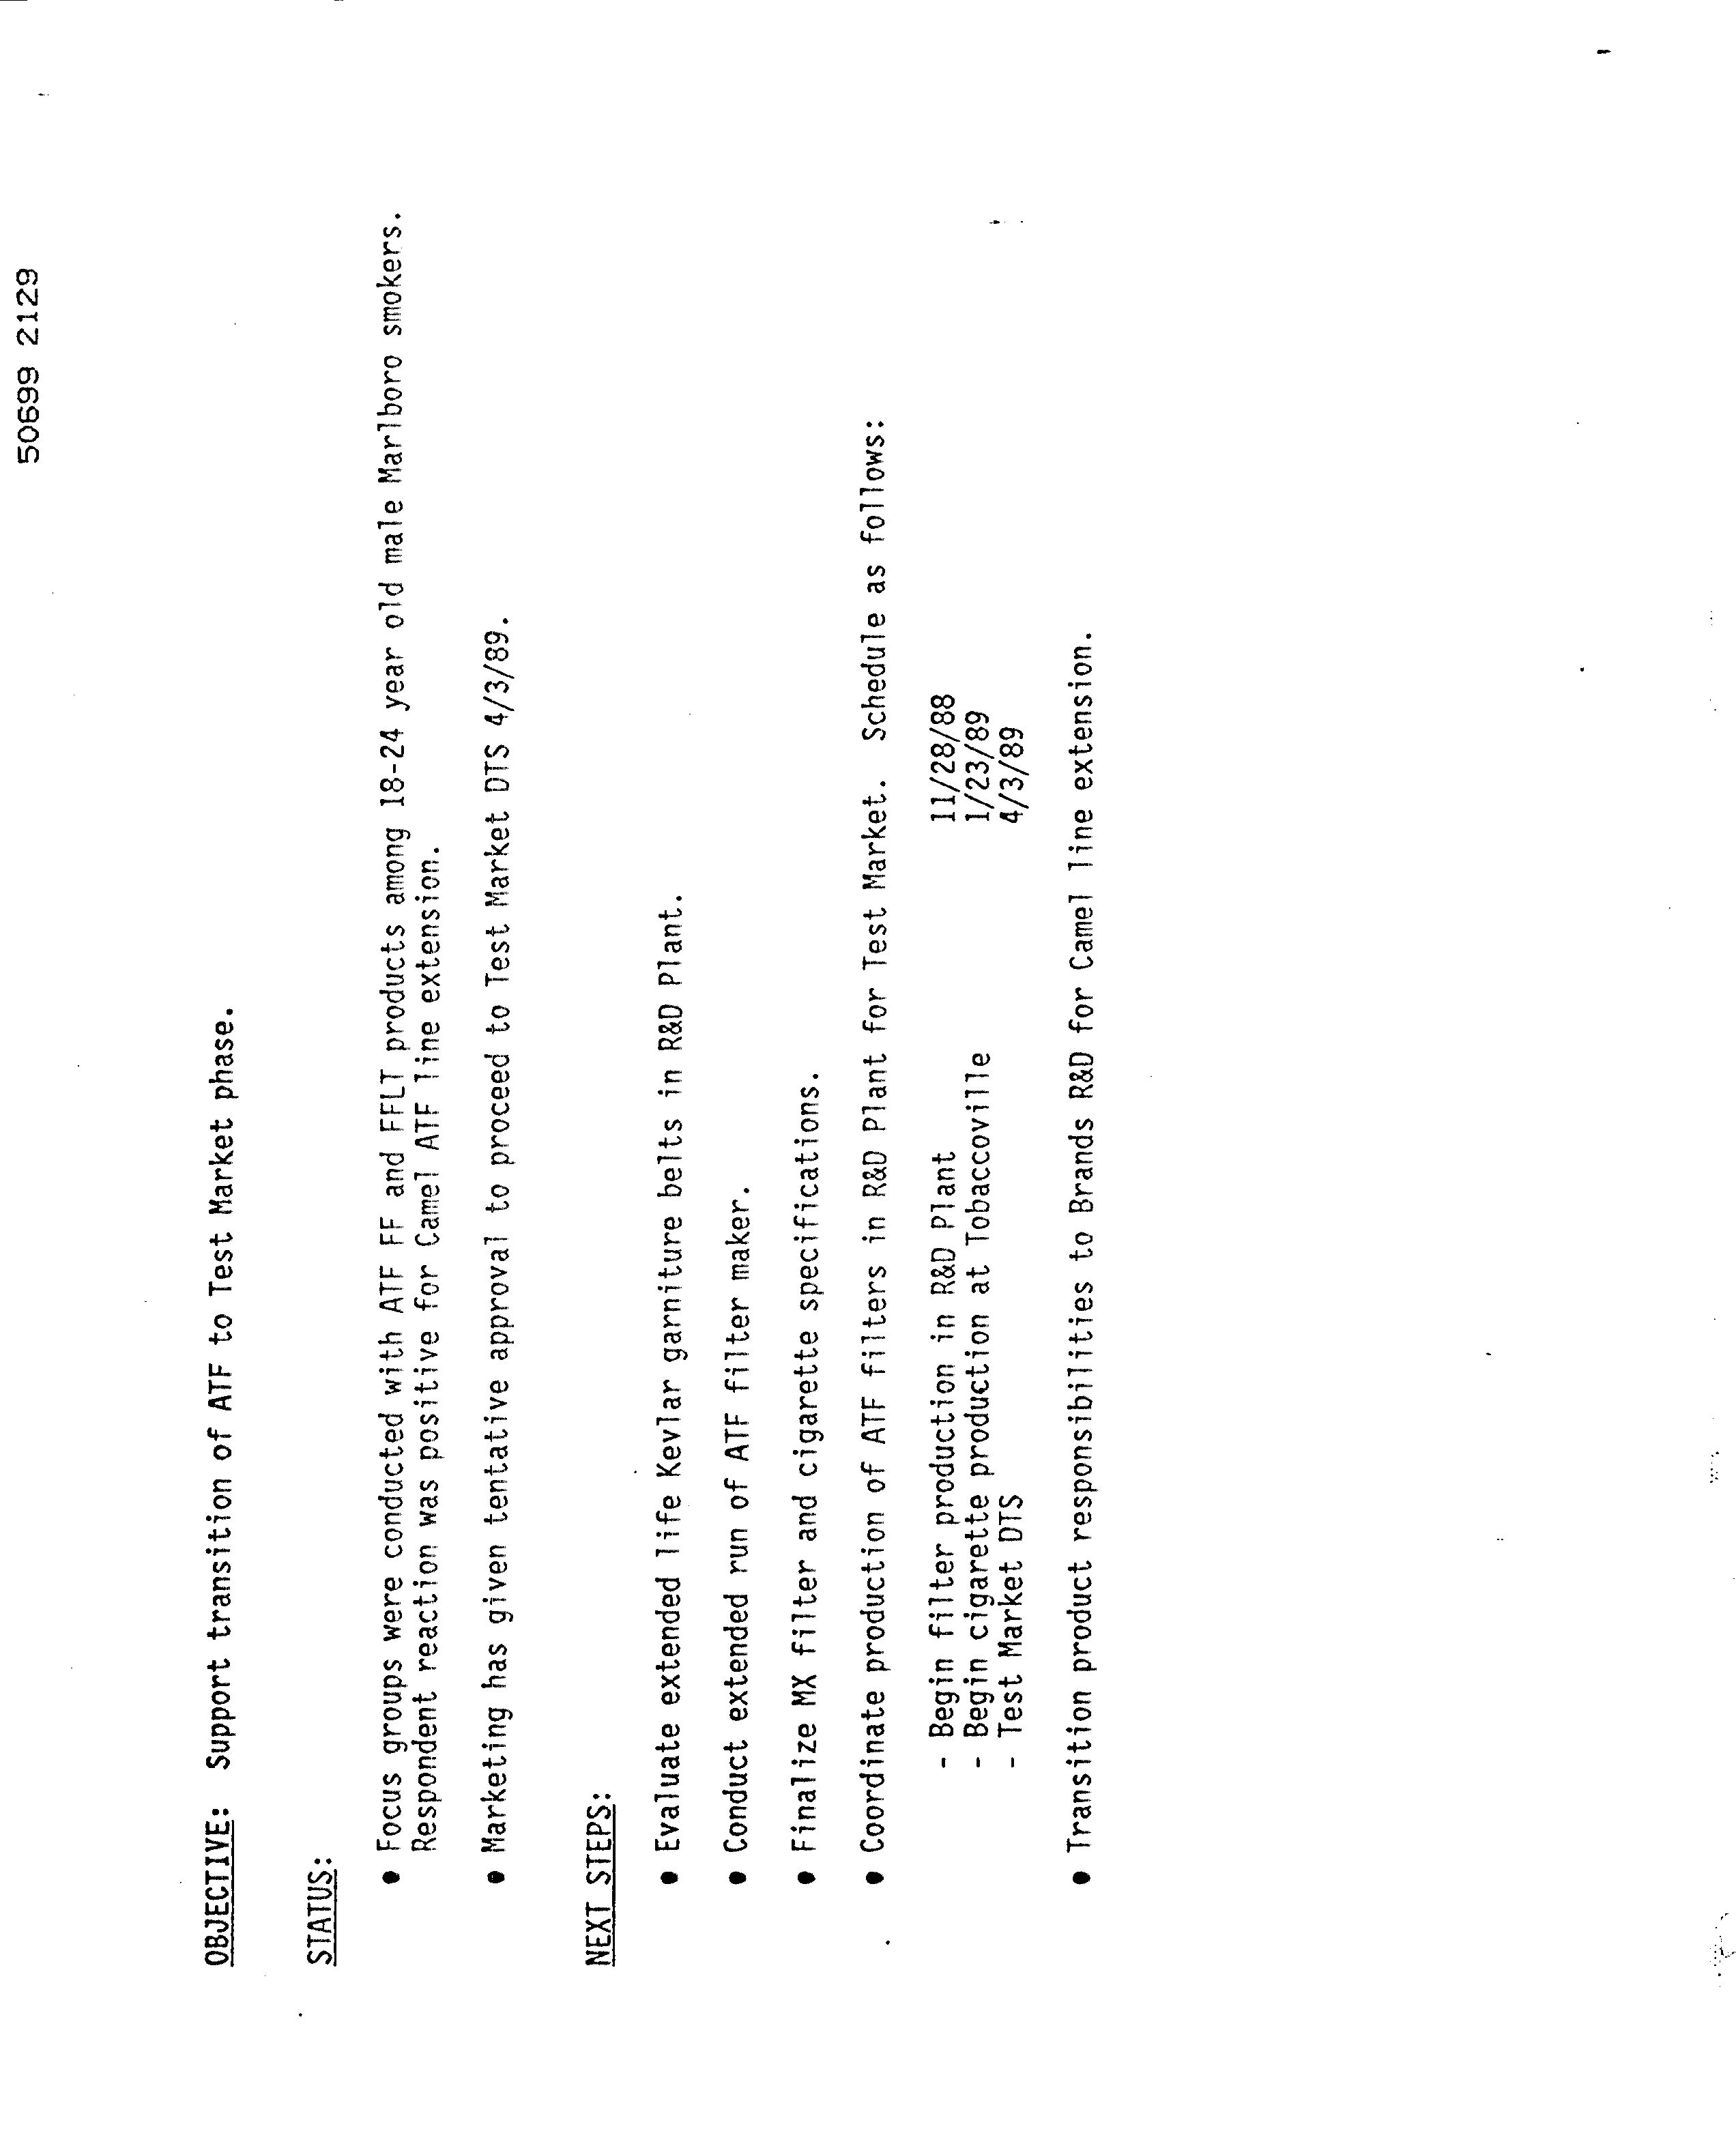 50699 2129
OBJECTIVE: Support transition of ATF to Test Market phase.
STATUS:
• Focus groups were conducted with ATF FF and FFLT products among 18-24 year old male Marlboro smokers.
Respondent reaction was positive for Camel ATF line extension.
• Marketing has given tentative approval to proceed to Test Market DTS 4/3/89.
NEXT STEPS:
• Evaluate extended life Kevlar garniture belts in R&D Plant.
• Conduct extended run of ATF filter maker.
• Finalize MX filter and cigarette specifications.
• Coordinate production of ATF filters in R&D Plant for Test Market. Schedule as follows:
- Begin filter production in R&D Plant 11/28/88
- Begin cigarette production at Tobaccoville 1/23/89
- Test Market DTS 4/3/89
• Transition product responsibilities to Brands R&D for Camel line extension.